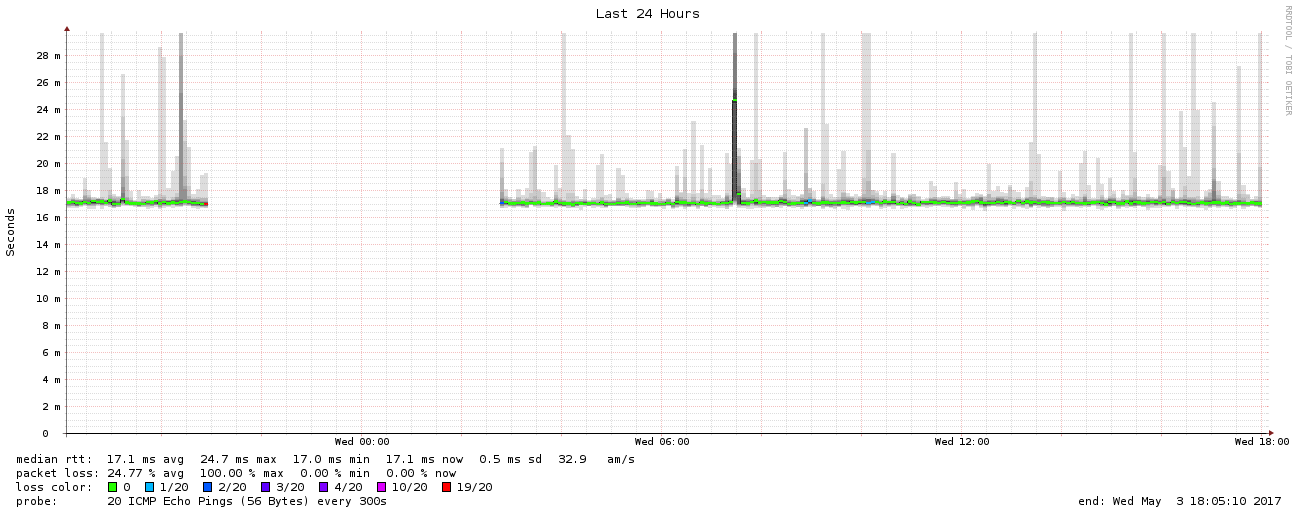 Last 24 Hours
RRDTOOL / TOBI OETIKER
Seconds
28 m
26 m
24 m
22 m
20 m
18 m
16 m
14 m
12 m
10 m
8 m
6 m
4 m
2 m
0
Wed 00:00 Wed 06:00 Wed 12:00 Wed 18:00
median rtt: 17.1 ms avg 24.7 ms max 17.0 ms min 17.1 ms now 0.5 ms sd 32.9 am/s
packet loss: 24.77 % avg 100.00 % max 0.00 % min 0.00 % now
loss color: 0 1/20 2/20 3/20 4/20 10/20 19/20
probe: 20 ICMP Echo Pings (56 Bytes) every 300s end: Wed May 3 18:05:10 2017